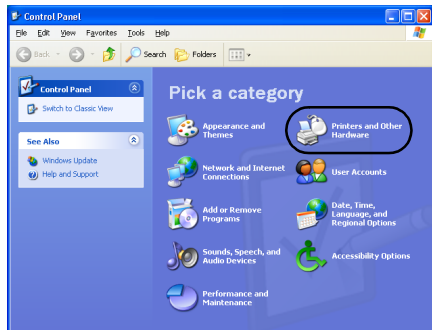 Control Panel
File Edit View Favorites Tools Help
Back Search Folders
Control Panel
Switch to Classic View
See Also
Windows Update
Help and Support
Pick a category
Appearance and
Themes
Printers and Other
Hardware
Network and Internet
Connections
User Accounts
Add or Remove
Programs
Date, Time,
Language, and
Regional Options
Sounds, Speech, and
Audio Devices
Accessibility Options
Performance and
Maintenance